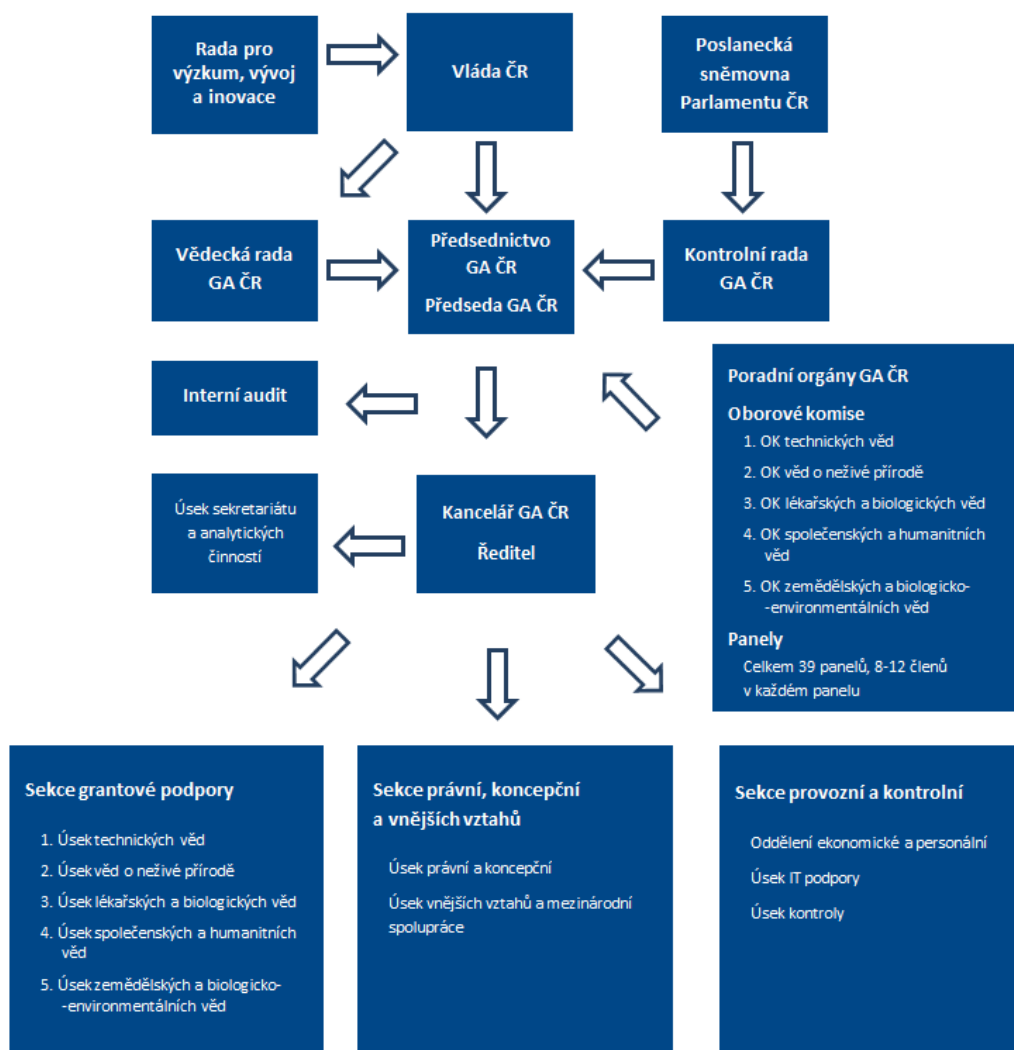 Rada pro
výzkum, vývoj
a inovace
Vláda ČR
Poslanecká
sněmovna
Parlamentu ČR
Vědecká rada
GA ČR
Předsednictvo
GA ČR
Předseda GA ČR
Kontrolní rada
GA ČR
Interní audit
Poradní orgány GA ČR
Oborové komise
1. OK technických věd
2. OK věd o neživé přírodě
3. OK lékařských a biologických věd
4. OK společenských a humanitních
věd
5. OK zemědělských a biologicko-
-environmentálních věd
Panely
Celkem 39 panelů, 8-12 členů
v každém panelu
Úsek sekretariátu
a analytických
činností
Kancelář GA ČR
Ředitel
Sekce grantové podpory
1. Úsek technických věd
2. Úsek věd o neživé přírodě
3. Úsek lékařských a biologických věd
4. Úsek společenských a humanitních
věd
5. Úsek zemědělských a biologicko-
-environmentálních věd
Sekce právní, koncepční
a vnějších vztahů
Úsek právní a koncepční
Úsek vnějších vztahů a mezinárodní
spolupráce
Sekce provozní a kontrolní
Oddělení ekonomické a personální
Úsek IT podpory
Úsek kontroly